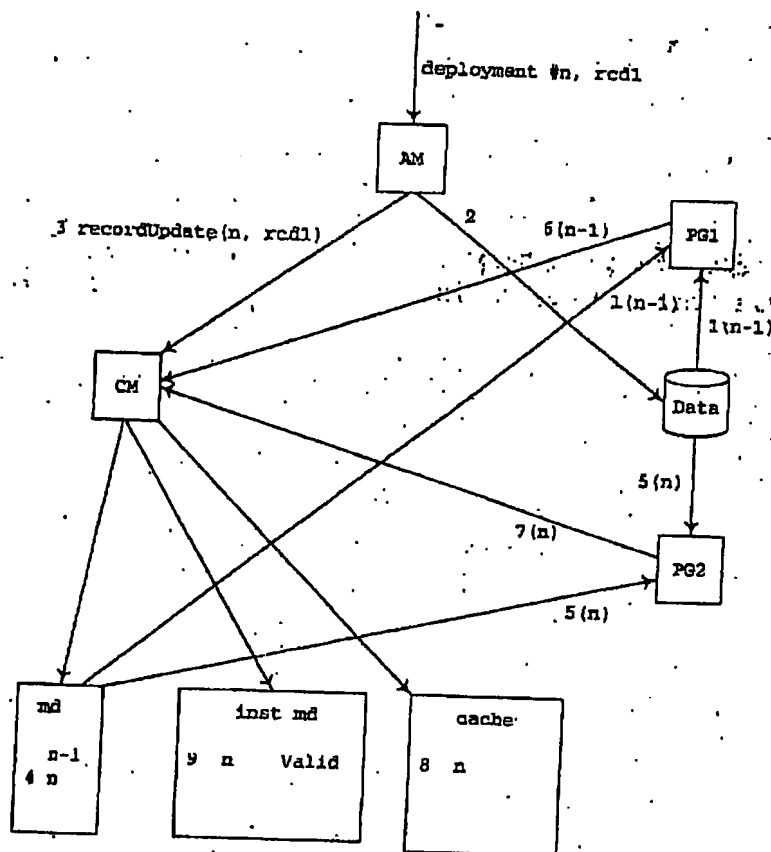 deployment #n, rcd1
AM
3 recordUpdate(n, rcd1)
2
6(n-1)
PG1
1(n-1)
1(n-1)
CM
Data
5(n)
7(n)
PG2
5(n)
md
n-1
4 n
inst md
9 n Valid
cache
8 n